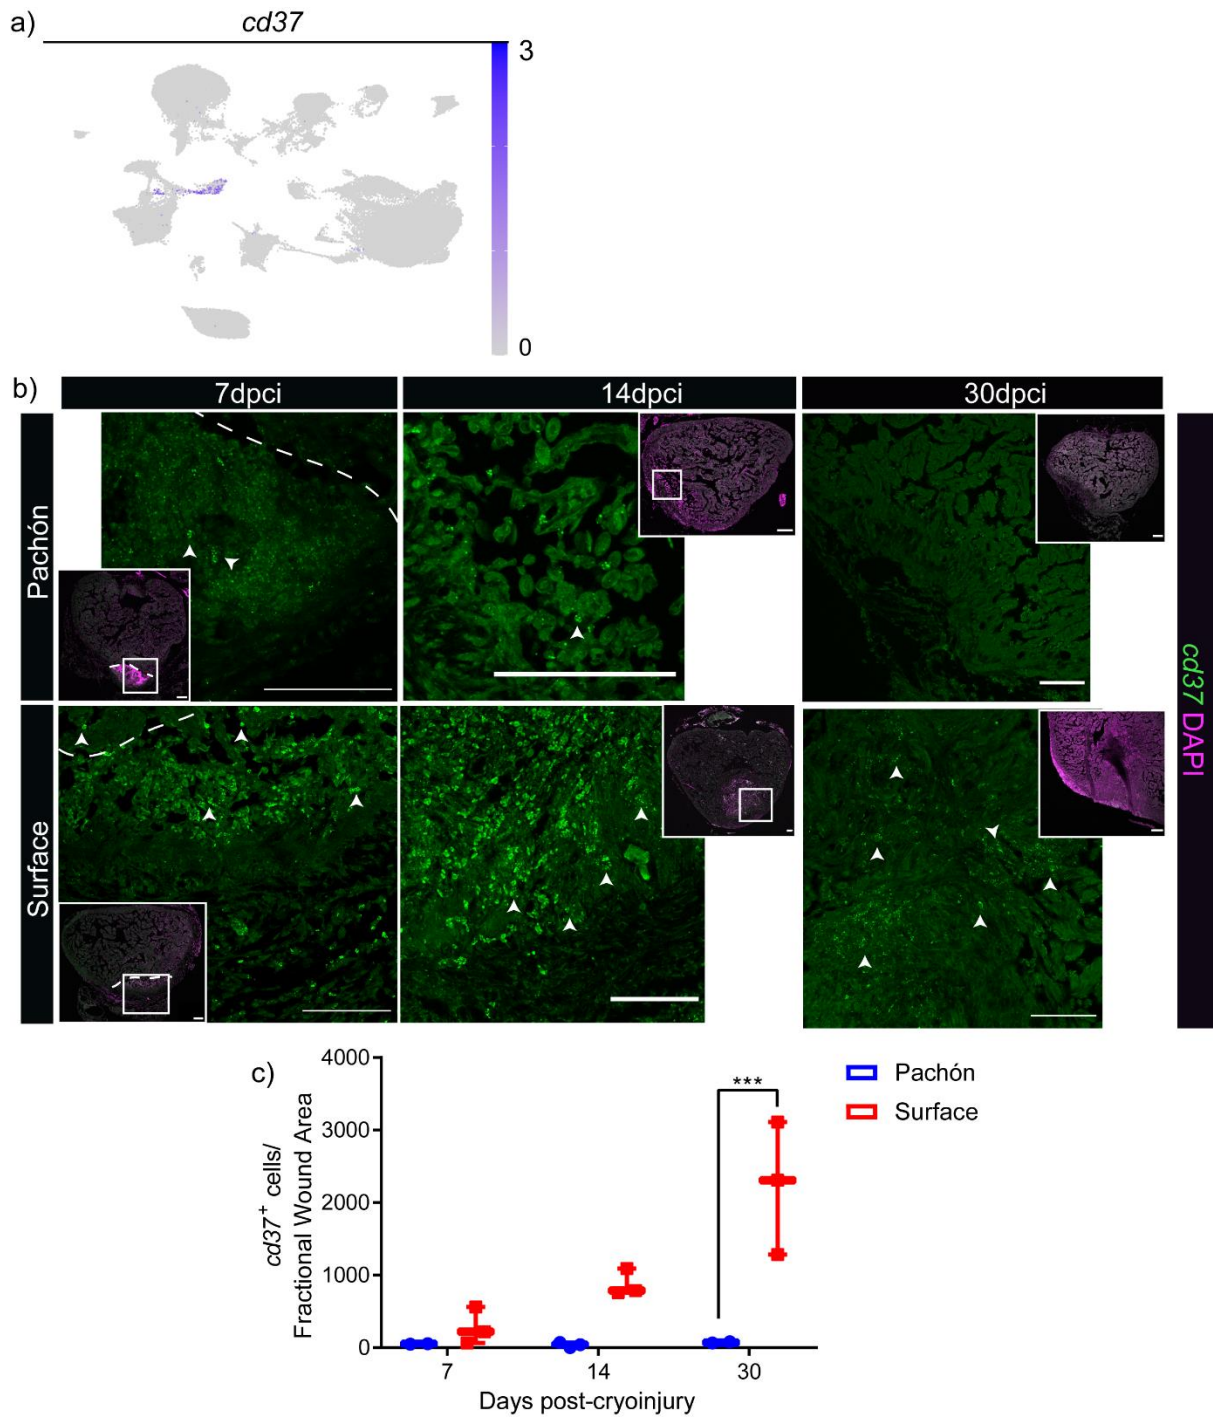 a)
cd37
3
0
b)
7dpci
14dpci
30dpci
Pachón
Surface
cd37 DAPI
c)
cd37+ cells/
Fractional Wound Area
4000
3000
2000
1000
0
***
Pachón
Surface
7
14
30
Days post-cryoinjury